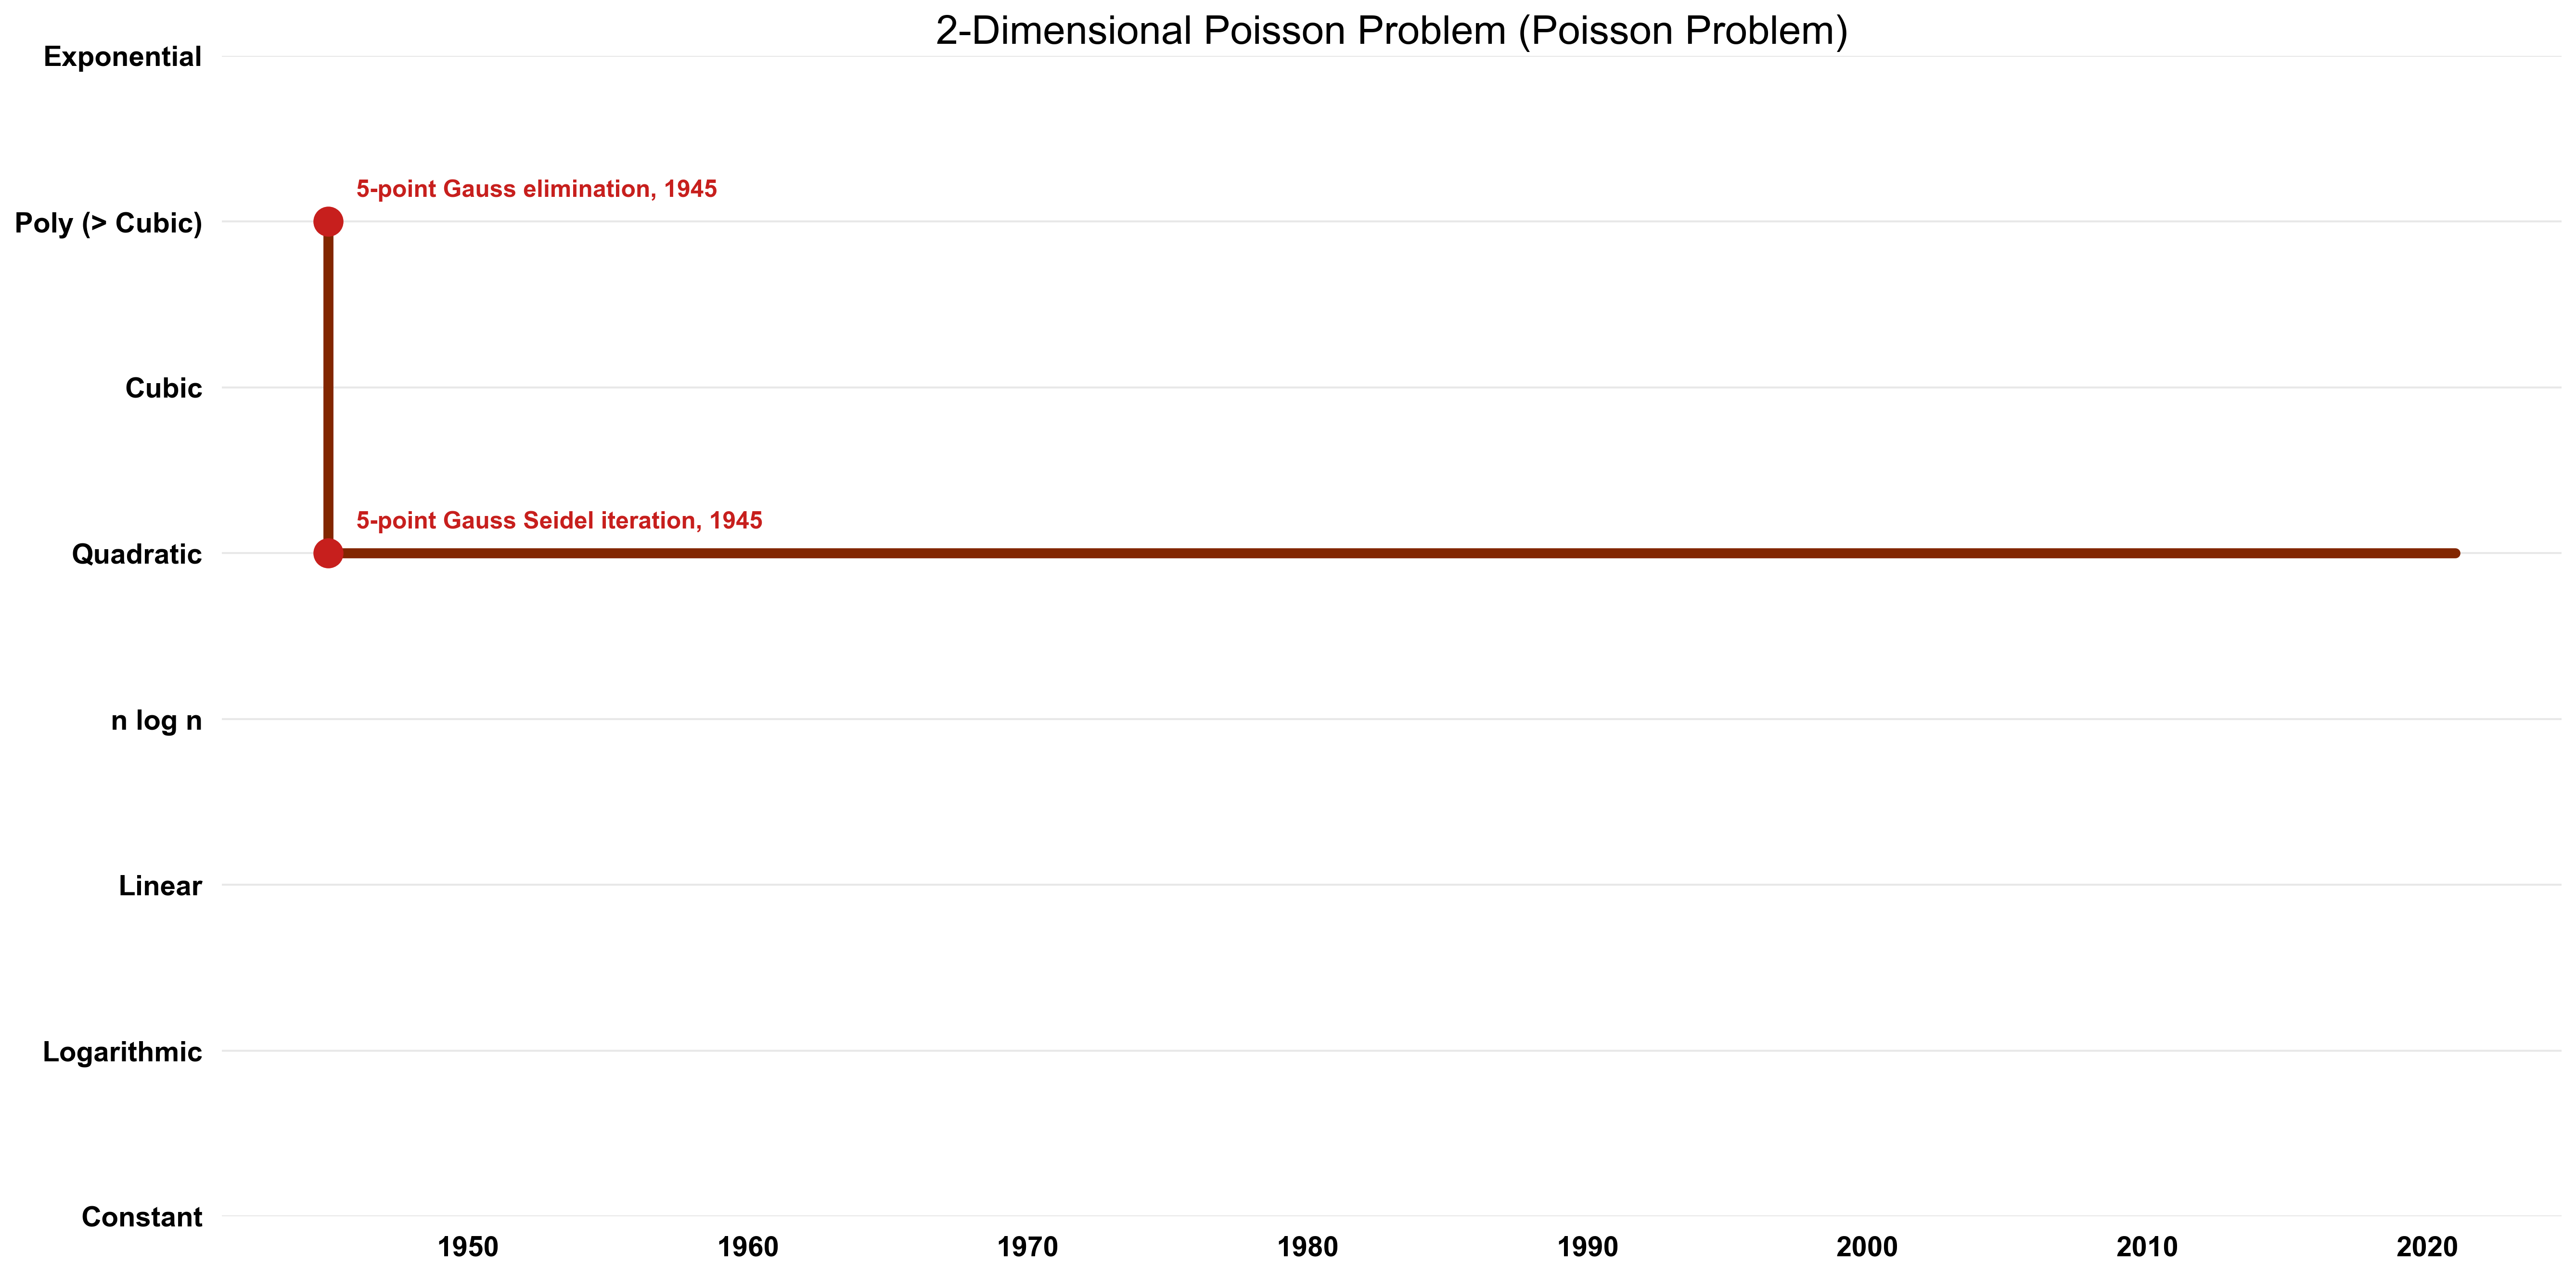 2-Dimensional Poisson Problem (Poisson Problem)
Exponential
5-point Gauss elimination, 1945
Poly (> Cubic)
Cubic
5-point Gauss Seidel iteration, 1945
Quadratic
n log n
Linear
Logarithmic
Constant
1950 1960 1970 1980 1990 2000 2010 2020